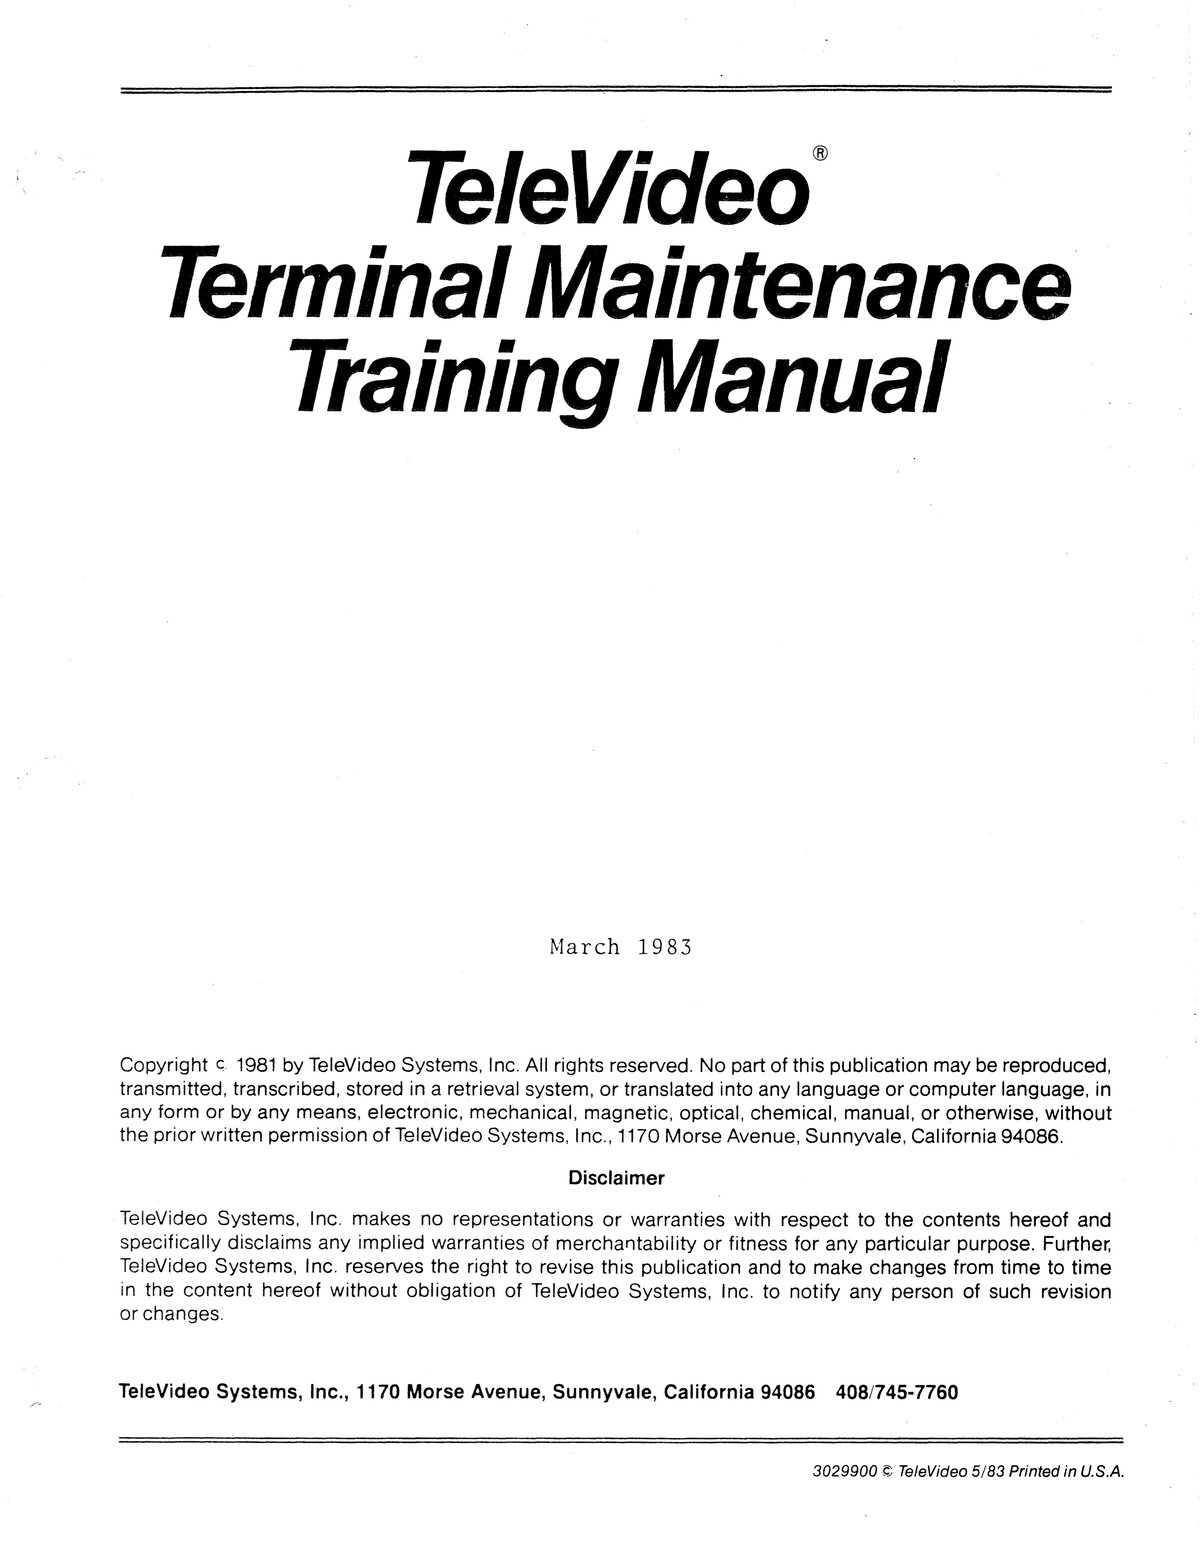 TeleVideo®
Terminal Maintenance
Training Manual
March 1983
Copyright c 1981 by TeleVideo Systems, Inc. All rights reserved. No part of this publication may be reproduced,
transmitted, transcribed, stored in a retrieval system, or translated into any language or computer language, in
any form or by any means, electronic, mechanical, magnetic, optical, chemical, manual, or otherwise, without
the prior written permission of TeleVideo Systems, Inc., 1170 Morse Avenue, Sunnyvale, California 94086.
Disclaimer
TeleVideo Systems, Inc. makes no representations or warranties with respect to the contents hereof and
specifically disclaims any implied warranties of merchantability or fitness for any particular purpose. Further,
TeleVideo Systems, Inc. reserves the right to revise this publication and to make changes from time to time
in the content hereof without obligation of TeleVideo Systems, Inc. to notify any person of such revision
or changes.
TeleVideo Systems, Inc., 1170 Morse Avenue, Sunnyvale, California 94086 408/745-7760
3029900 © TeleVideo 5/83 Printed in U.S.A.